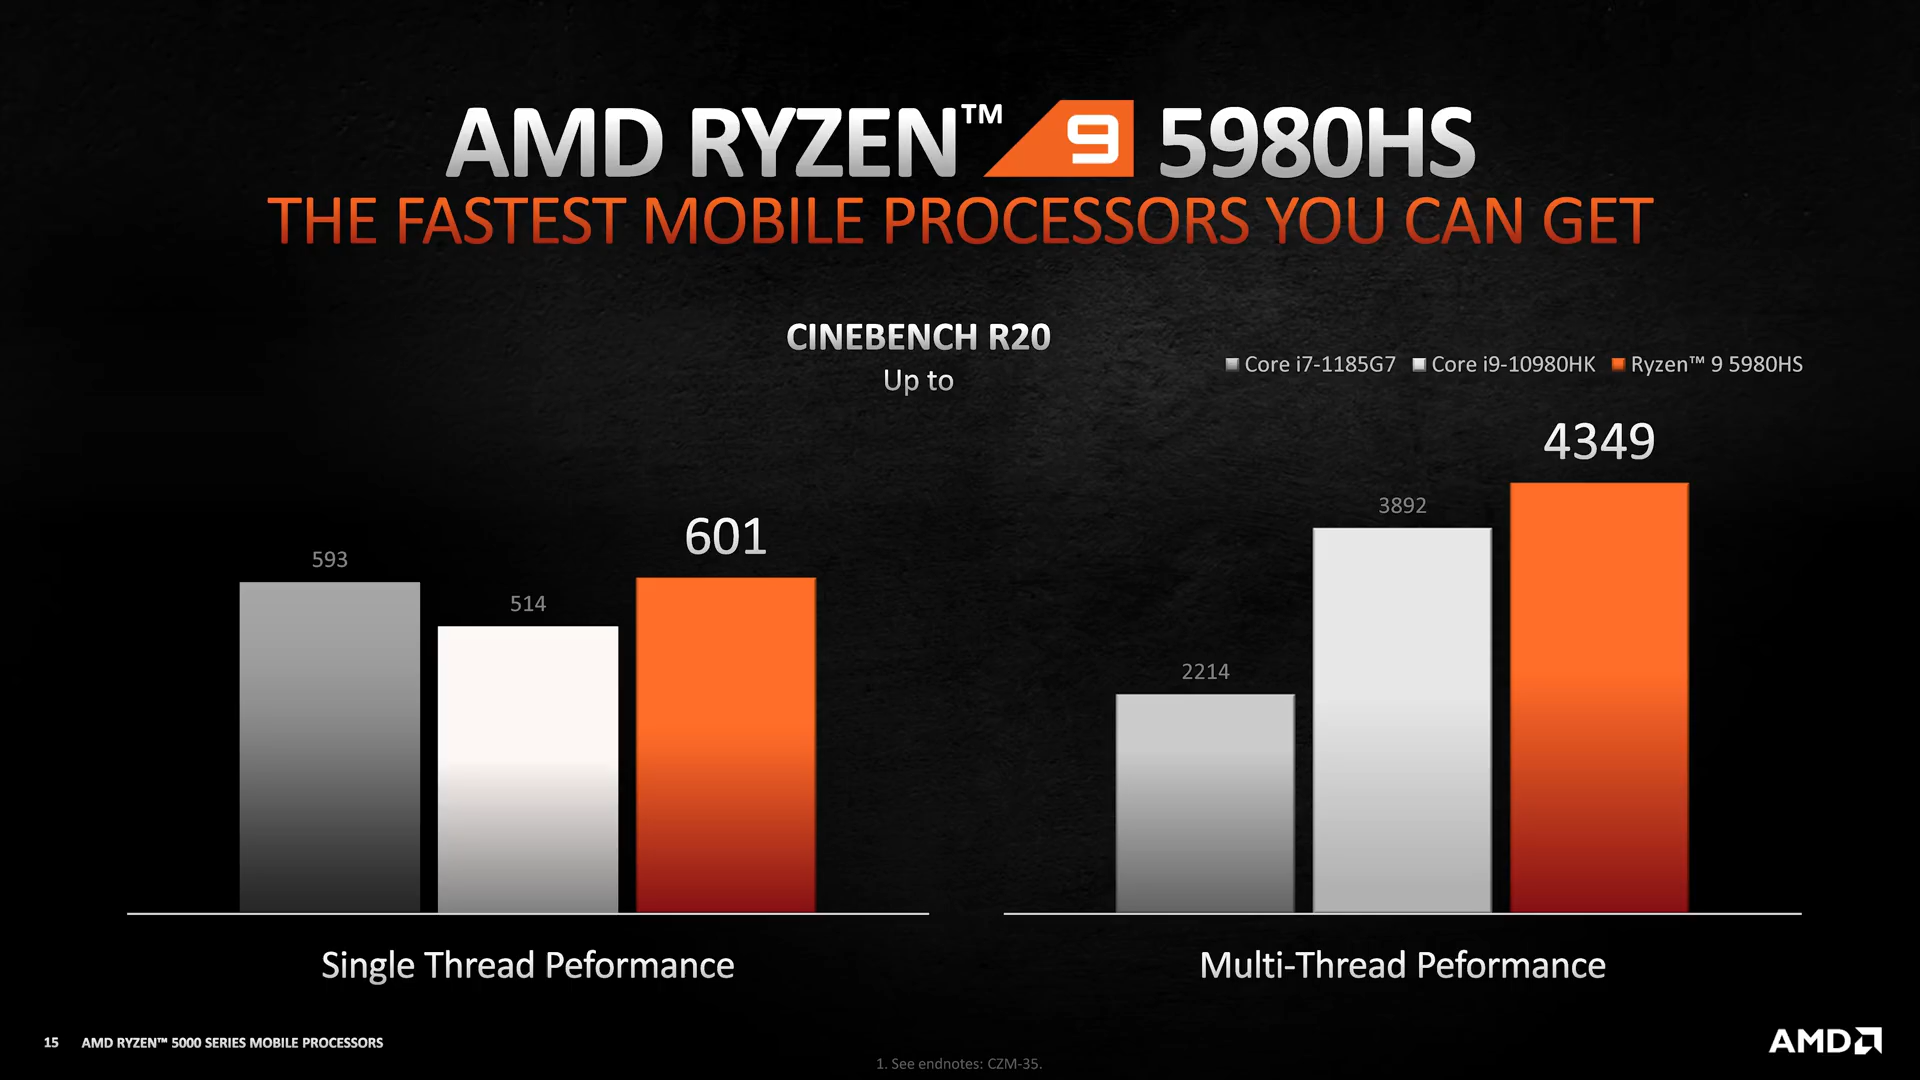 AMD RYZEN™ 9 5980HS
THE FASTEST MOBILE PROCESSORS YOU CAN GET
CINEBENCH R20
Up to
Core i7-1185G7 Core i9-10980HK Ryzen™ 9 5980HS
593
514
601
2214
3892
4349
Single Thread Peformance
Multi-Thread Peformance
15 AMD RYZEN™ 5000 SERIES MOBILE PROCESSORS
AMD
1. See endnotes: CZM-35.